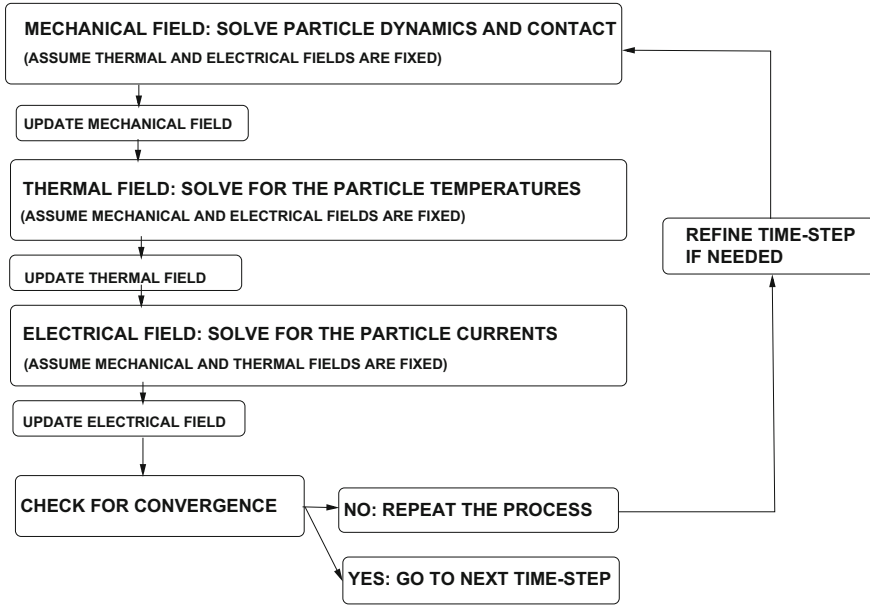 MECHANICAL FIELD: SOLVE PARTICLE DYNAMICS AND CONTACT
(ASSUME THERMAL AND ELECTRICAL FIELDS ARE FIXED)
UPDATE MECHANICAL FIELD
THERMAL FIELD: SOLVE FOR THE PARTICLE TEMPERATURES
(ASSUME MECHANICAL AND ELECTRICAL FIELDS ARE FIXED)
UPDATE THERMAL FIELD
ELECTRICAL FIELD: SOLVE FOR THE PARTICLE CURRENTS
(ASSUME MECHANICAL AND THERMAL FIELDS ARE FIXED)
UPDATE ELECTRICAL FIELD
CHECK FOR CONVERGENCE
NO: REPEAT THE PROCESS
YES: GO TO NEXT TIME-STEP
REFINE TIME-STEP
IF NEEDED